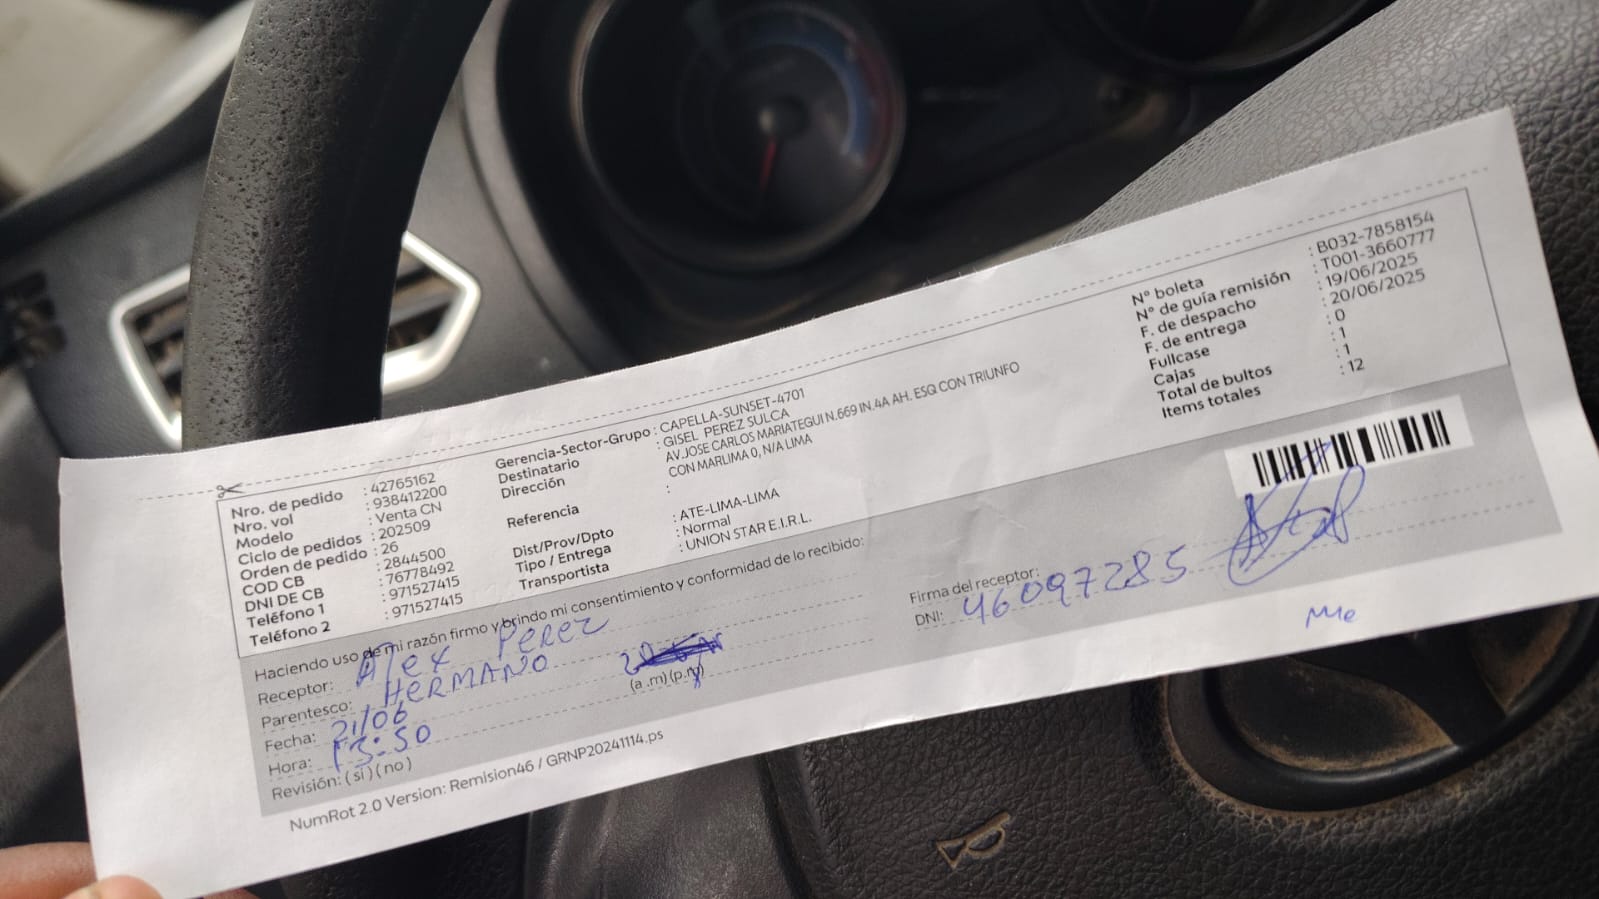 Nro. de pedido : 42765162
Nro. vol : 938412200
Modelo : Venta CN
Ciclo de pedidos : 202509
Orden de pedido : 26
COD CB : 2844500
DNI DE CB : 76778492
Teléfono 1 : 971527415
Teléfono 2 : 971527415
Gerencia-Sector-Grupo : CAPELLA-SUNSET-4701
Destinatario : GISEL PEREZ SULCA
Dirección AV.JOSE CARLOS MARIATEGUI N.669 IN.4A AH. ESQ CON TRIUNFO
CON MARLIMA 0, N/A LIMA
Referencia :
Dist/Prov/Dpto : ATE-LIMA-LIMA
Tipo / Entrega : Normal
Transportista : UNION STAR E.I.R.L.
N° boleta : B032-7858154
N° de guía remisión : T001-3660777
F. de despacho : 19/06/2025
F. de entrega : 20/06/2025
Fullcase : 0
Cajas : 1
Total de bultos : 1
Items totales : 12
Haciendo uso de mi razón firmo y brindo mi consentimiento y conformidad de lo recibido:
Receptor: Alex Perez
Parentesco: HERMANO
Fecha: 21/06
Hora: 13:50 (a .m) (p.m)
Revisión: (si) (no)
Firma del receptor:
DNI: 46097285
NumRot 2.0 Version: Remision46 / GRNP20241114.ps